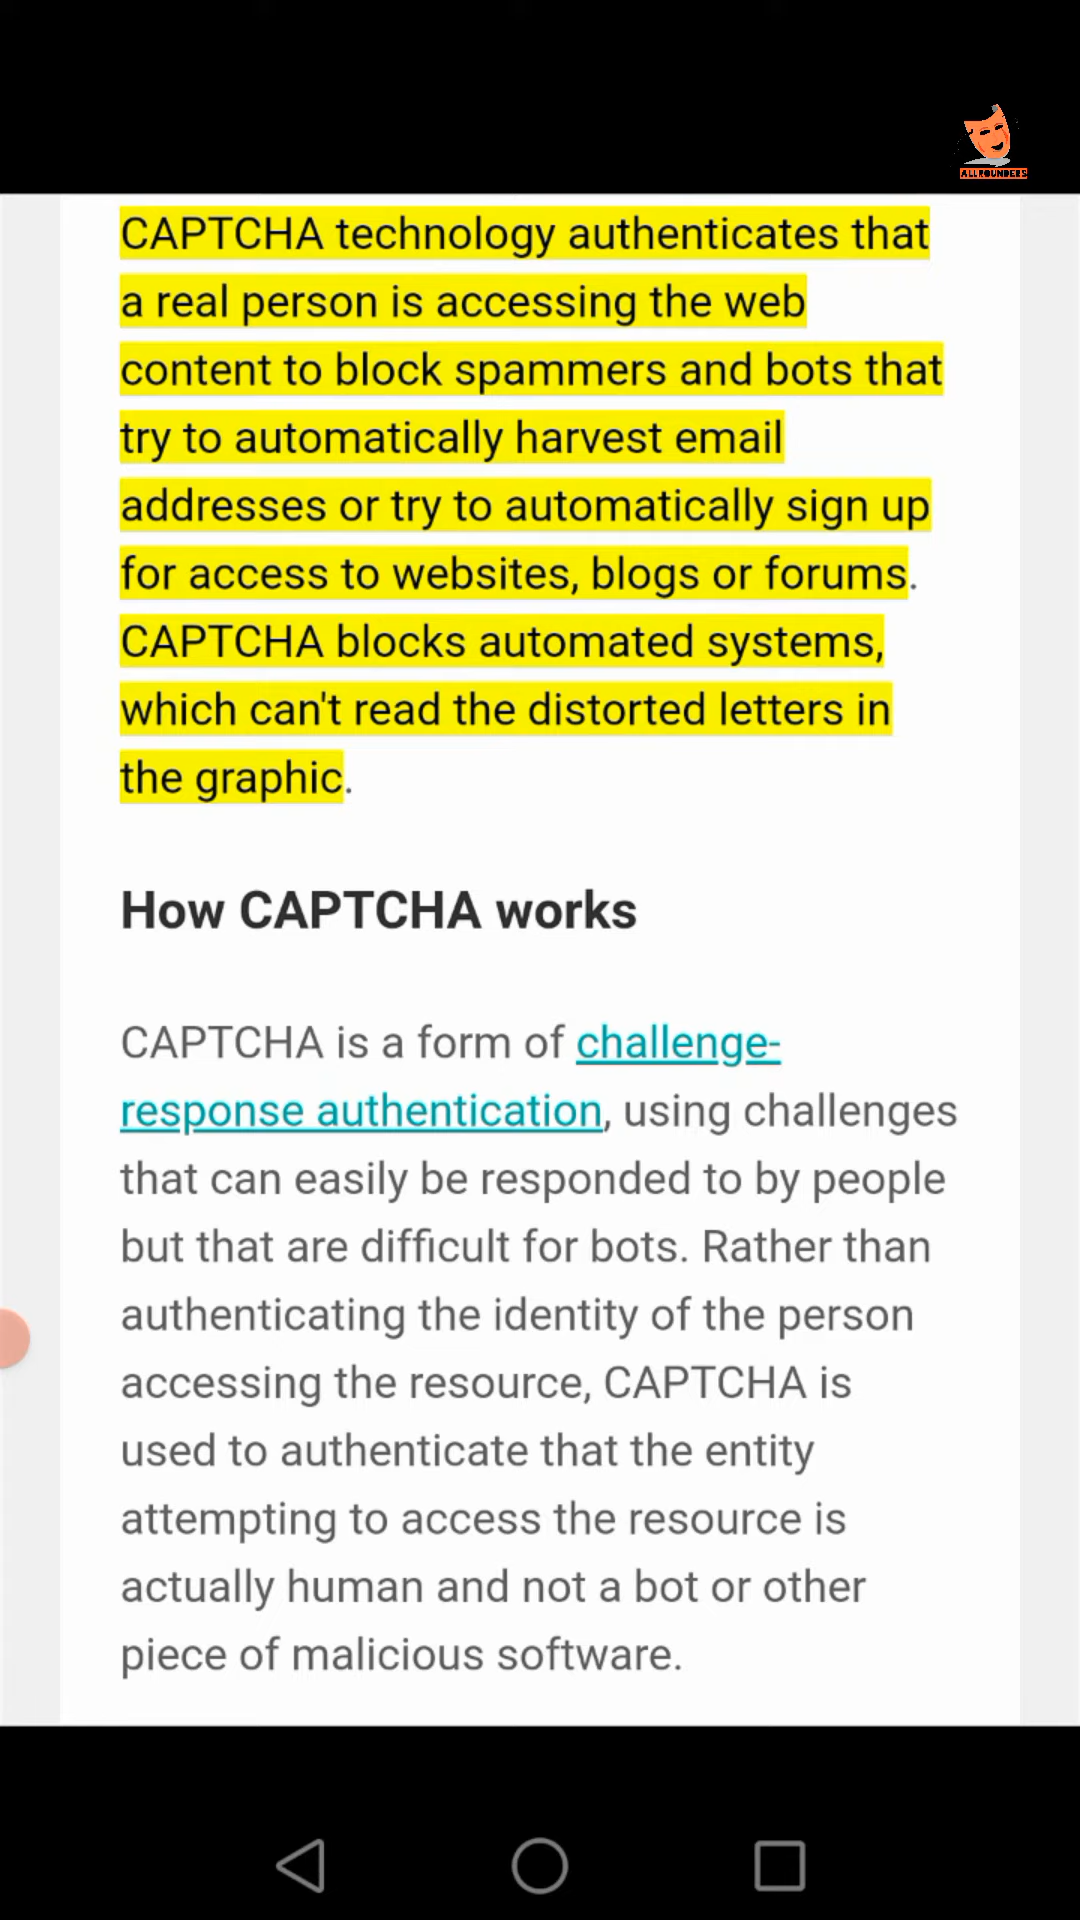 ALLROUNDERS
CAPTCHA technology authenticates that
a real person is accessing the web
content to block spammers and bots that
try to automatically harvest email
addresses or try to automatically sign up
for access to websites, blogs or forums.
CAPTCHA blocks automated systems,
which can't read the distorted letters in
the graphic.
How CAPTCHA works
CAPTCHA is a form of challenge-
response authentication, using challenges
that can easily be responded to by people
but that are difficult for bots. Rather than
authenticating the identity of the person
accessing the resource, CAPTCHA is
used to authenticate that the entity
attempting to access the resource is
actually human and not a bot or other
piece of malicious software.